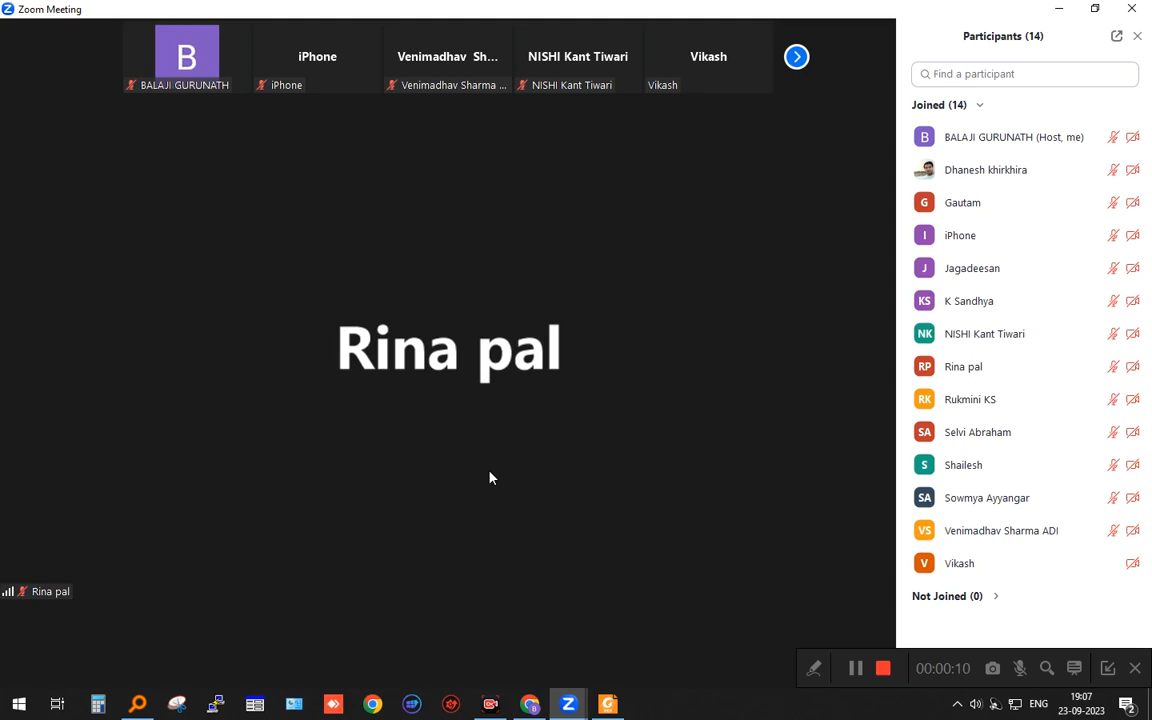 Zoom Meeting
B
iPhone
Venimadhav Sh...
NISHI Kant Tiwari
Vikash
BALAJI GURUNATH
iPhone
Venimadhav Sharma ...
NISHI Kant Tiwari
Vikash
Rina pal
Rina pal
Participants (14)
Find a participant
Joined (14)
B BALAJI GURUNATH (Host, me)
Dhanesh khirkhira
G Gautam
I iPhone
J Jagadeesan
KS K Sandhya
NK NISHI Kant Tiwari
RP Rina pal
RK Rukmini KS
SA Selvi Abraham
S Shailesh
SA Sowmya Ayyangar
VS Venimadhav Sharma ADI
V Vikash
Not Joined (0)
00:00:10
ENG
19:07
23-09-2023
2